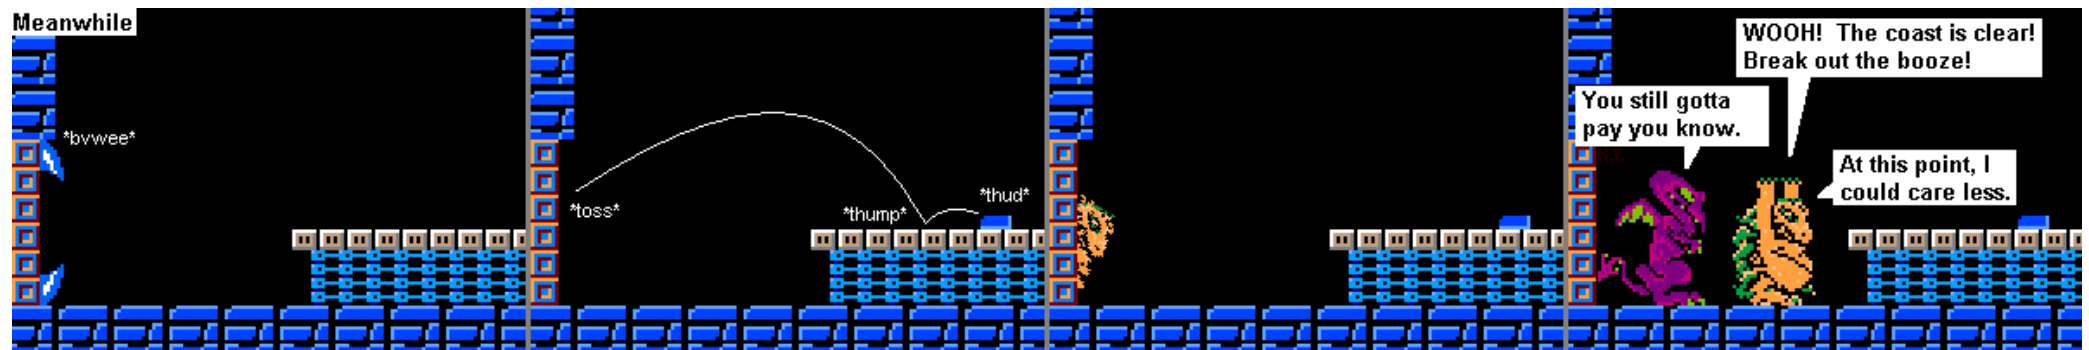 Meanwhile
*bvwee*
*toss*
*thump*
*thud*
WOOH!  The coast is clear!
Break out the booze!
You still gotta
pay you know.
At this point, I
could care less.